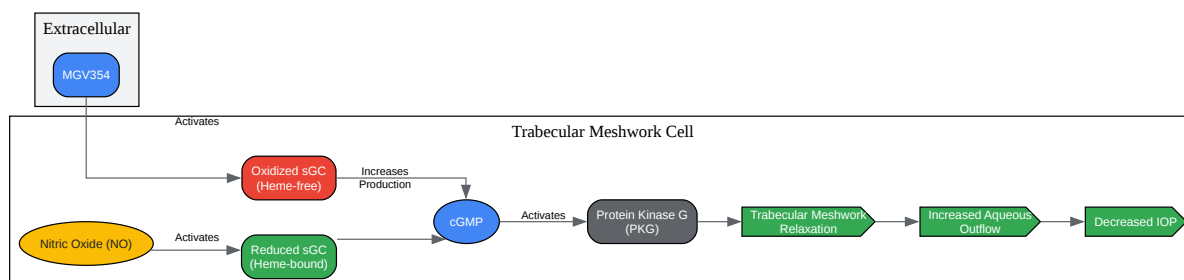 Extracellular
MGV354
Activates
Trabecular Meshwork Cell
Oxidized sGC
(Heme-free)
Increases
Production
Nitric Oxide (NO)
Activates
Reduced sGC
(Heme-bound)
cGMP
Activates
Protein Kinase G
(PKG)
Trabecular Meshwork
Relaxation
Increased Aqueous
Outflow
Decreased IOP